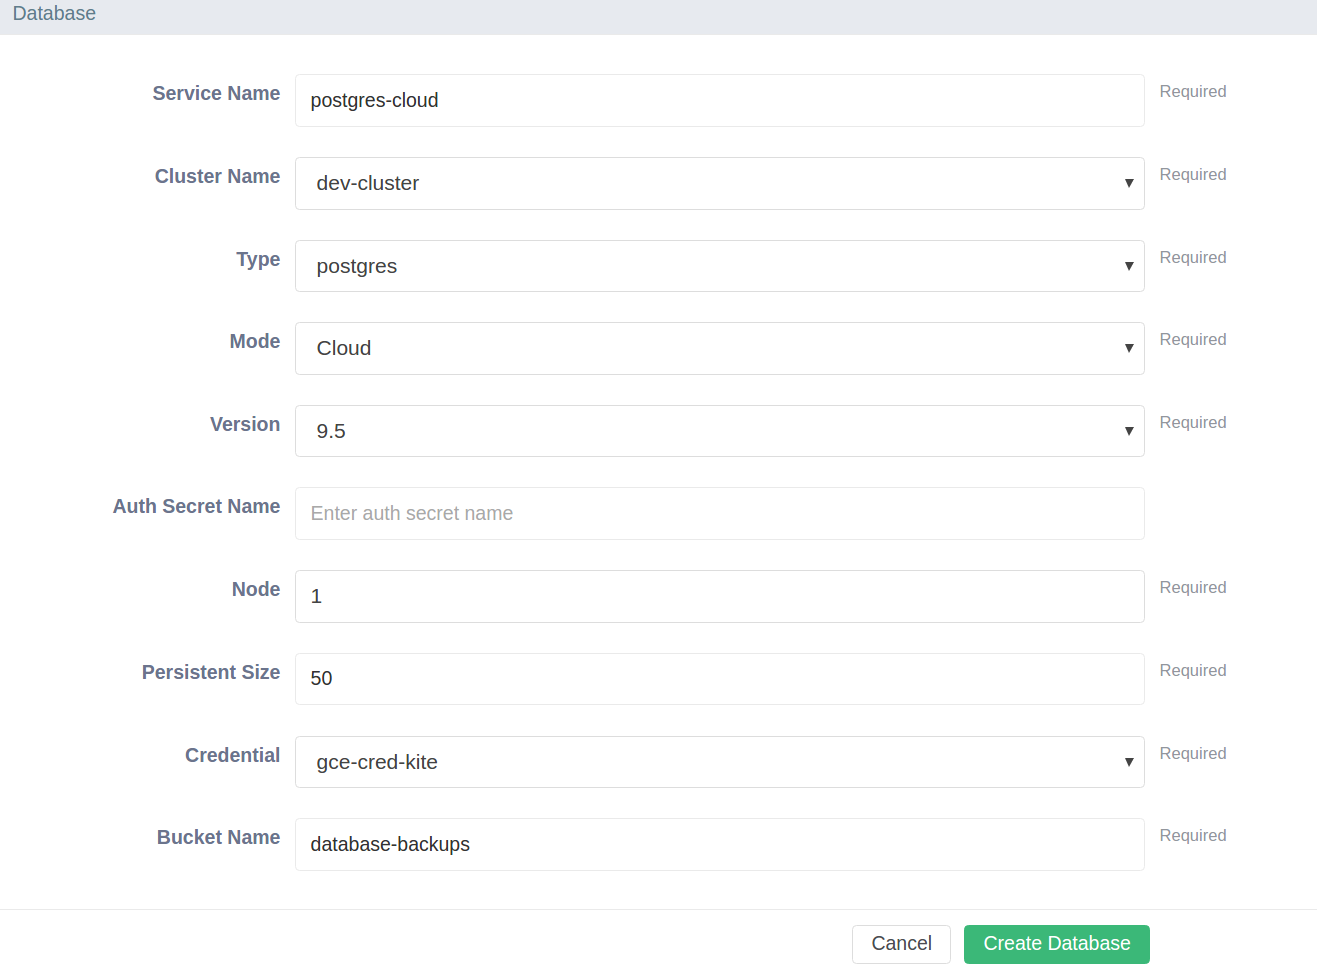 Database
Service Name postgres-cloud Required
Cluster Name dev-cluster Required
Type postgres Required
Mode Cloud Required
Version 9.5 Required
Auth Secret Name Enter auth secret name
Node 1 Required
Persistent Size 50 Required
Credential gce-cred-kite Required
Bucket Name database-backups Required
Cancel Create Database